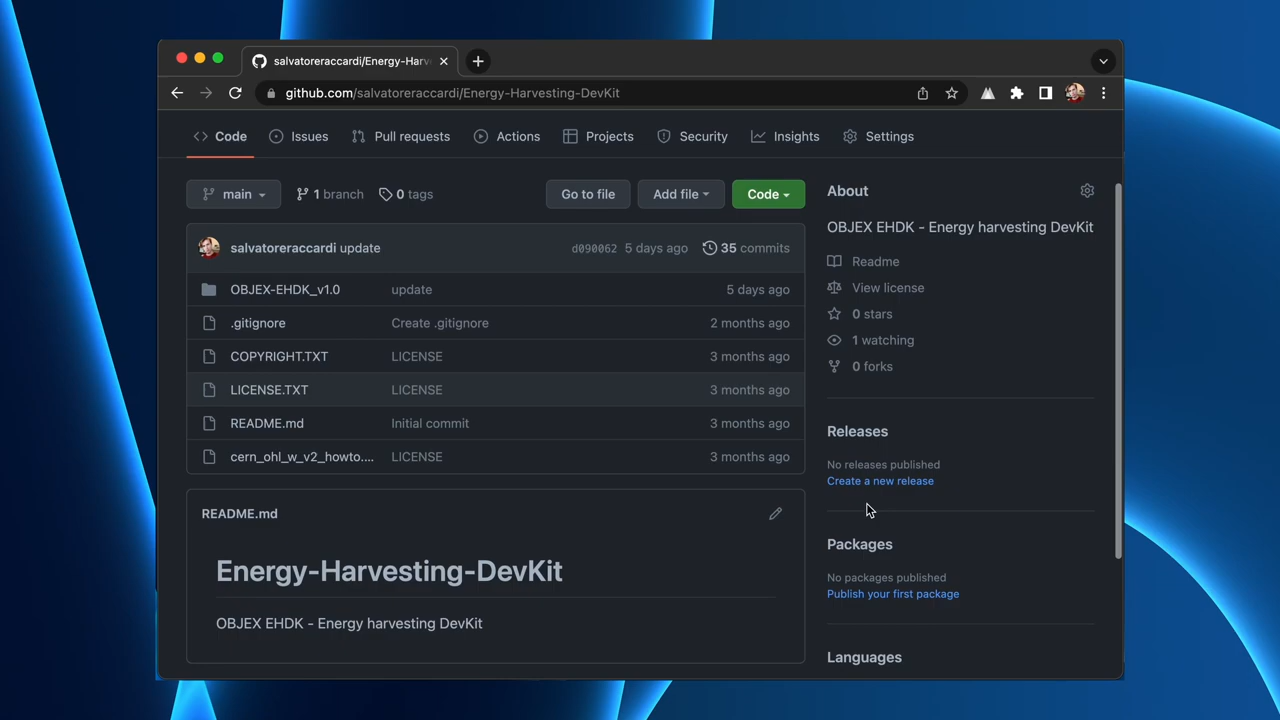 salvatoreraccardi/Energy-Harv
github.com/salvatoreraccardi/Energy-Harvesting-DevKit
Code Issues Pull requests Actions Projects Security Insights Settings
main 1 branch 0 tags Go to file Add file Code
salvatoreraccardi update d090062 5 days ago 35 commits
OBJEX-EHDK_v1.0 update 5 days ago
.gitignore Create .gitignore 2 months ago
COPYRIGHT.TXT LICENSE 3 months ago
LICENSE.TXT LICENSE 3 months ago
README.md Initial commit 3 months ago
cern_ohl_w_v2_howto.... LICENSE 3 months ago
README.md
Energy-Harvesting-DevKit
OBJEX EHDK - Energy harvesting DevKit
About
OBJEX EHDK - Energy harvesting DevKit
Readme
View license
0 stars
1 watching
0 forks
Releases
No releases published
Create a new release
Packages
No packages published
Publish your first package
Languages